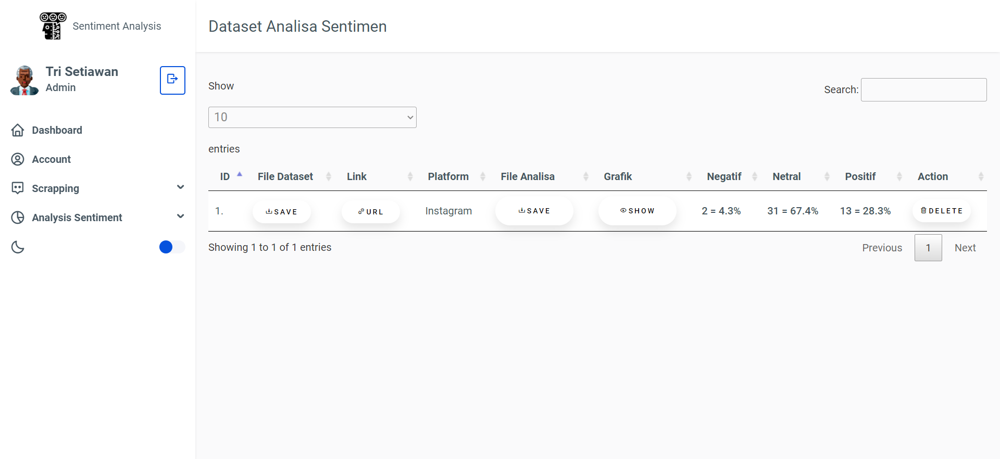 Sentiment Analysis
Dataset Analisa Sentimen
Tri Setiawan
Admin
Dashboard
Account
Scrapping
Analysis Sentiment
Show
10
entries
Search:
ID File Dataset Link Platform File Analisa Grafik Negatif Netral Positif Action
1. SAVE URL Instagram SAVE SHOW 2 = 4.3% 31 = 67.4% 13 = 28.3% DELETE
Showing 1 to 1 of 1 entries
Previous 1 Next